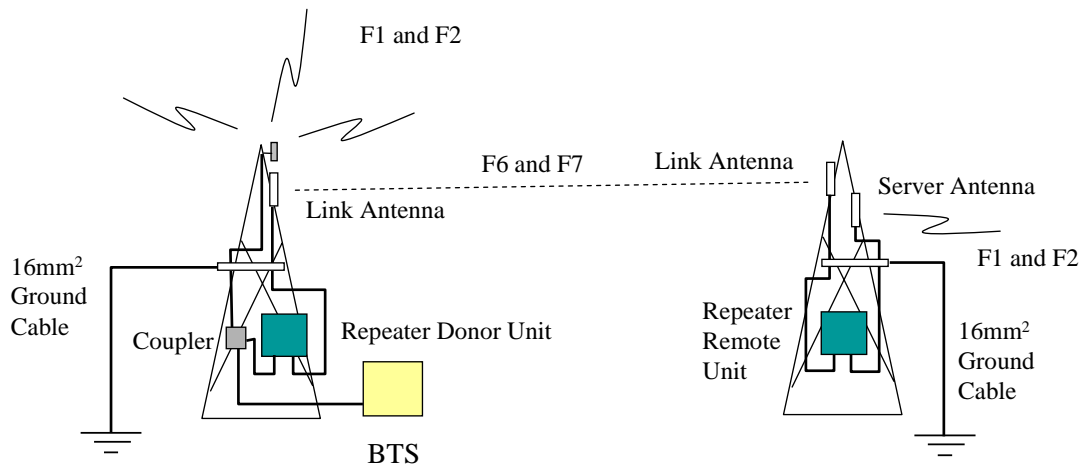 F1 and F2
F6 and F7
Link Antenna
Link Antenna
Server Antenna
F1 and F2
16mm²
Ground
Cable
Coupler
Repeater Donor Unit
BTS
Repeater
Remote
Unit
16mm²
Ground
Cable